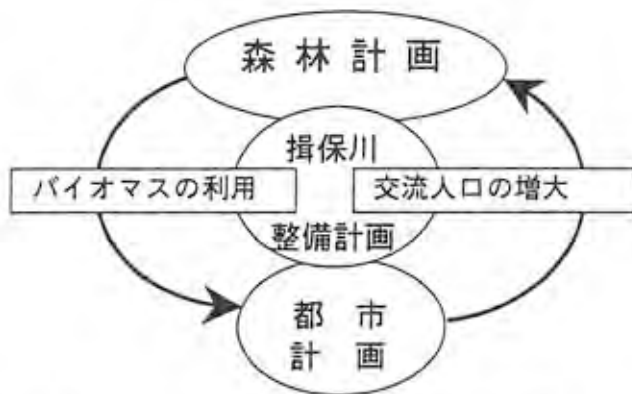 森林計画
揖保川
バイオマスの利用
交流人口の増大
整備計画
都市
計画